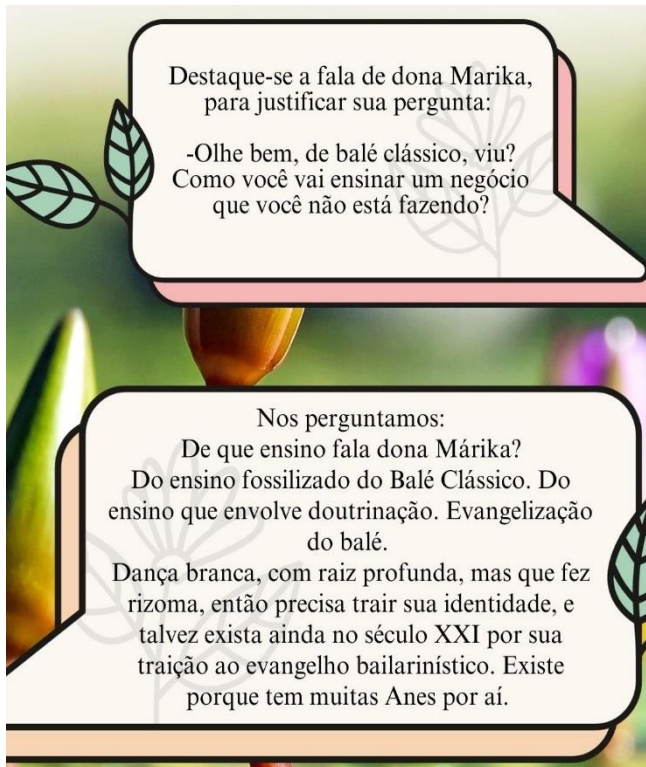 Destaque-se a fala de dona Marika,
para justificar sua pergunta:
-Olhe bem, de balé clássico, viu?
Como você vai ensinar um negócio
que você não está fazendo?
Nos perguntamos:
De que ensino fala dona Márika?
Do ensino fossilizado do Balé Clássico. Do
ensino que envolve doutrinação. Evangelização
do balé.
Dança branca, com raiz profunda, mas que fez
rizoma, então precisa trair sua identidade, e
talvez exista ainda no século XXI por sua
traição ao evangelho bailarinístico. Existe
porque tem muitas Anes por aí.